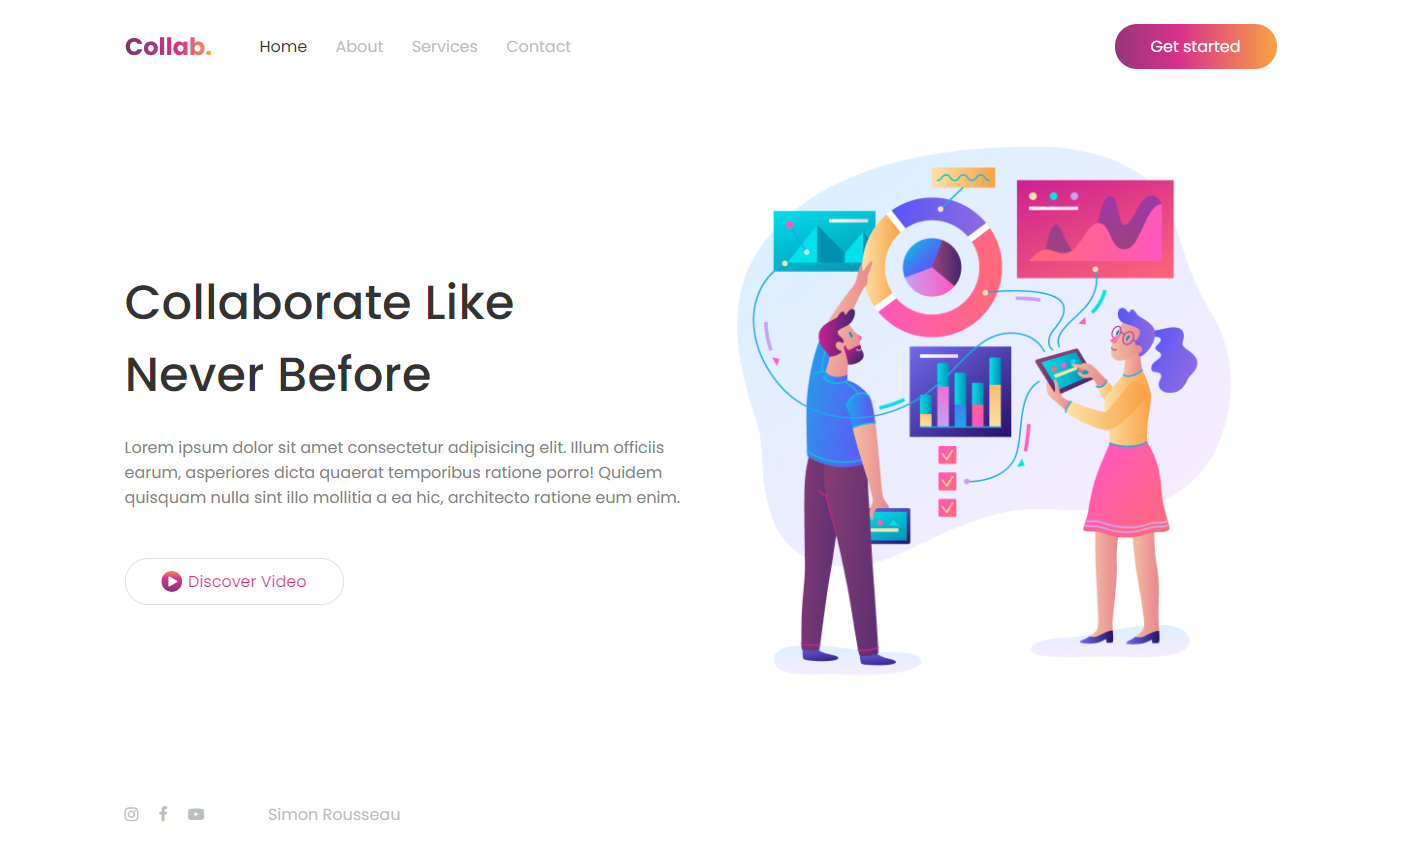 Collab.
Home
About
Services
Contact
Get started
Collaborate Like
Never Before
Lorem ipsum dolor sit amet consectetur adipisicing elit. Illum officiis
earum, asperiores dicta quaerat temporibus ratione porro! Quidem
quisquam nulla sint illo mollitia a ea hic, architecto ratione eum enim.
Discover Video
Simon Rousseau